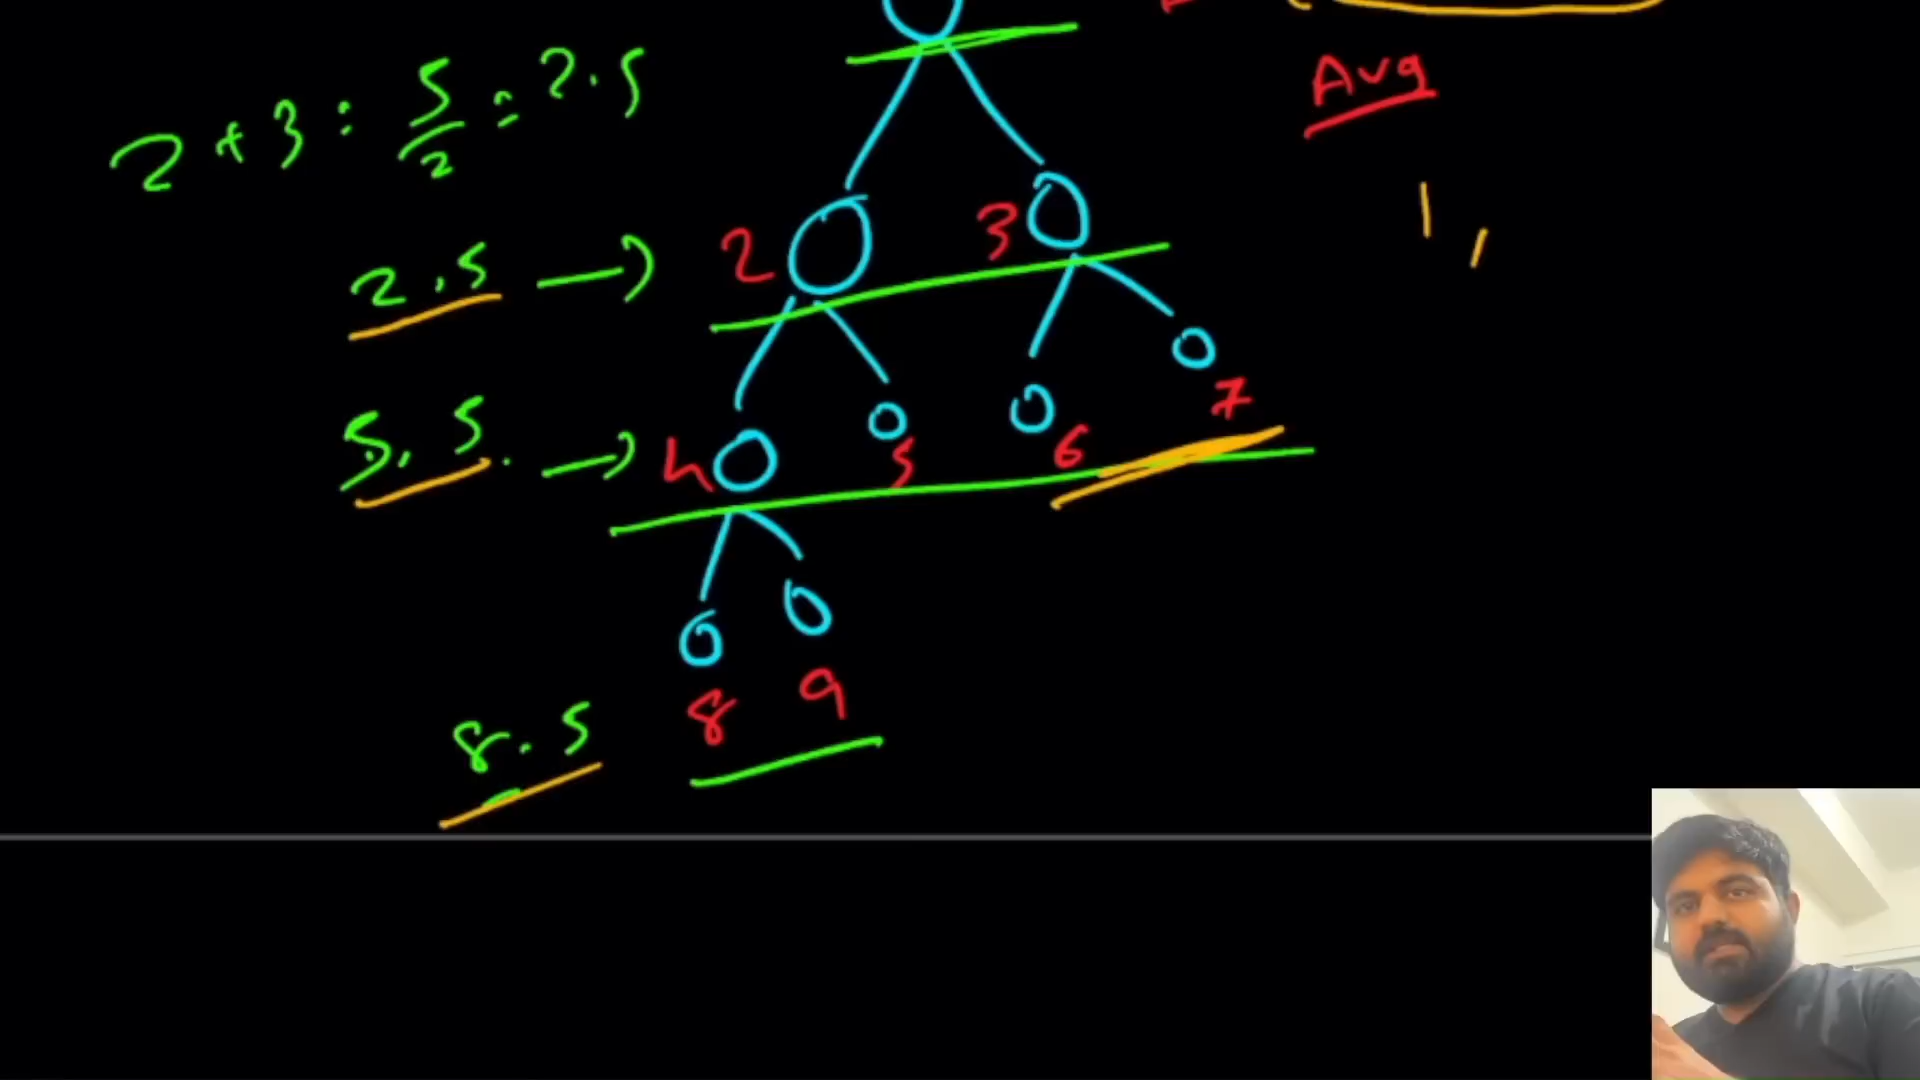 2 + 3 = 5/2 = 2.5
Avg
1,
2.5 → 2 3
5.5. → 4 5 6 7
8.5 8 9